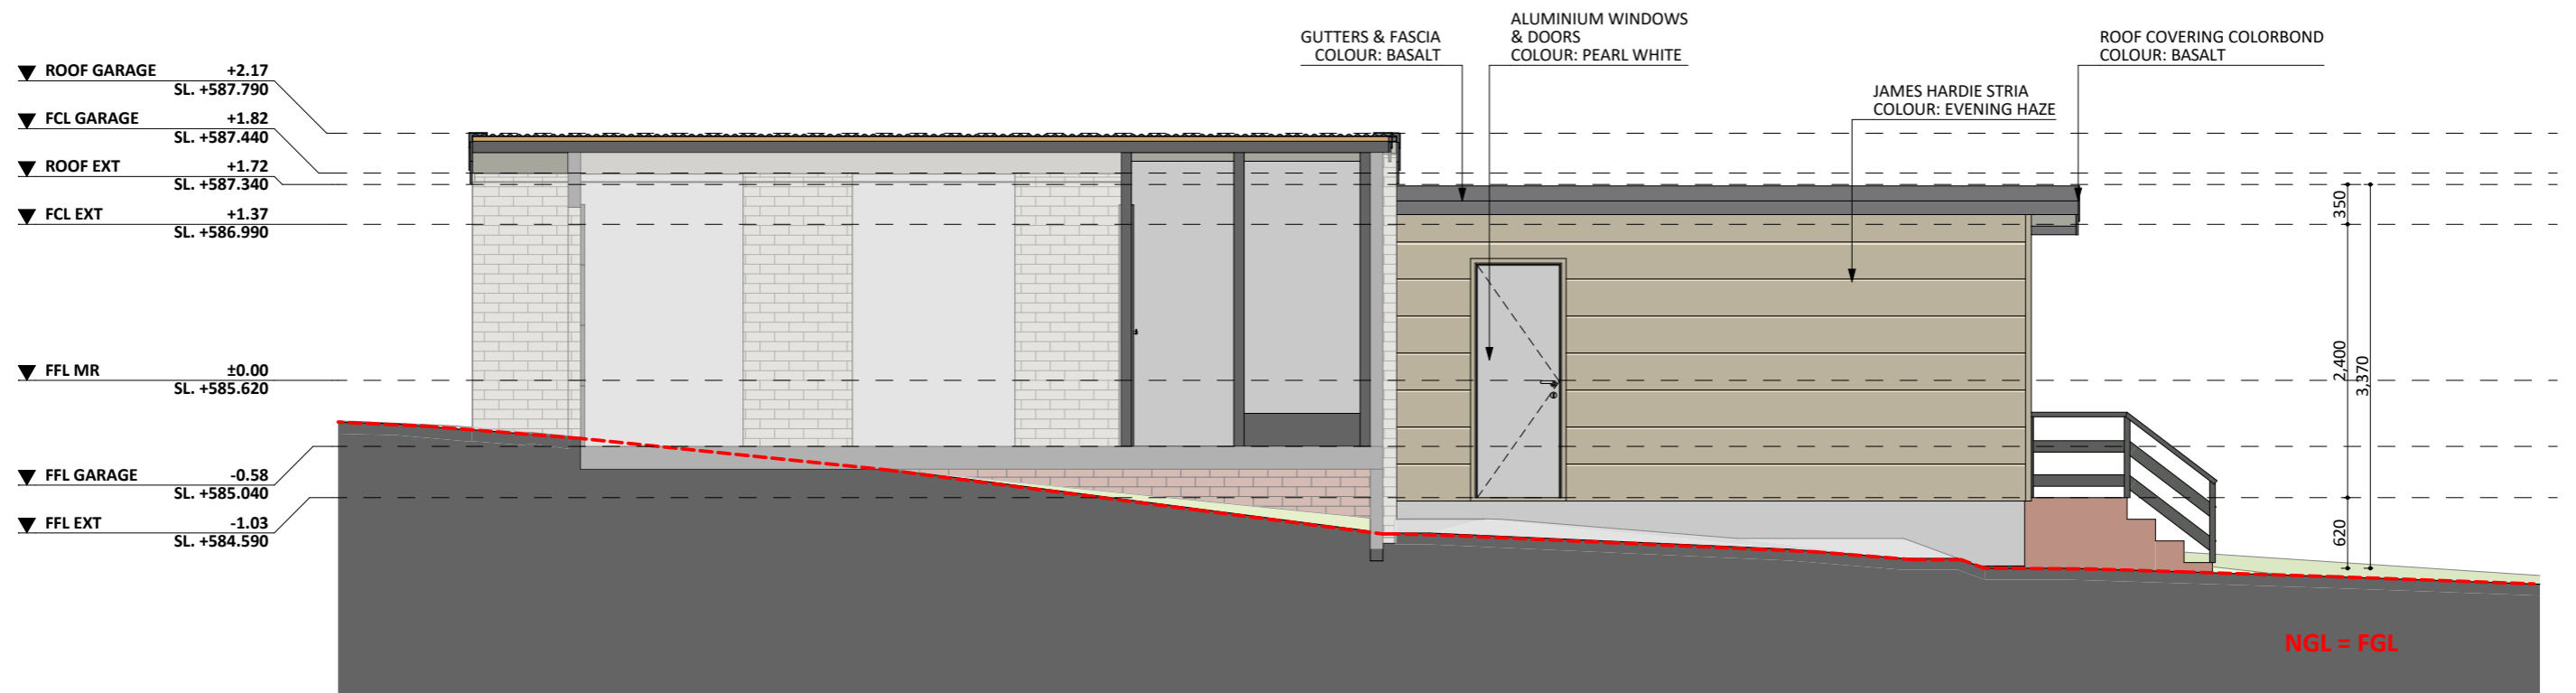 ROOF GARAGE +2.17
SL. +587.790
FCL GARAGE +1.82
SL. +587.440
ROOF EXT +1.72
SL. +587.340
FCL EXT +1.37
SL. +586.990
FFL MR ±0.00
SL. +585.620
FFL GARAGE -0.58
SL. +585.040
FFL EXT -1.03
SL. +584.590
GUTTERS & FASCIA
COLOUR: BASALT
ALUMINIUM WINDOWS
& DOORS
COLOUR: PEARL WHITE
JAMES HARDIE STRIA
COLOUR: EVENING HAZE
ROOF COVERING COLORBOND
COLOUR: BASALT
350
2,400
3,370
620
NGL = FGL